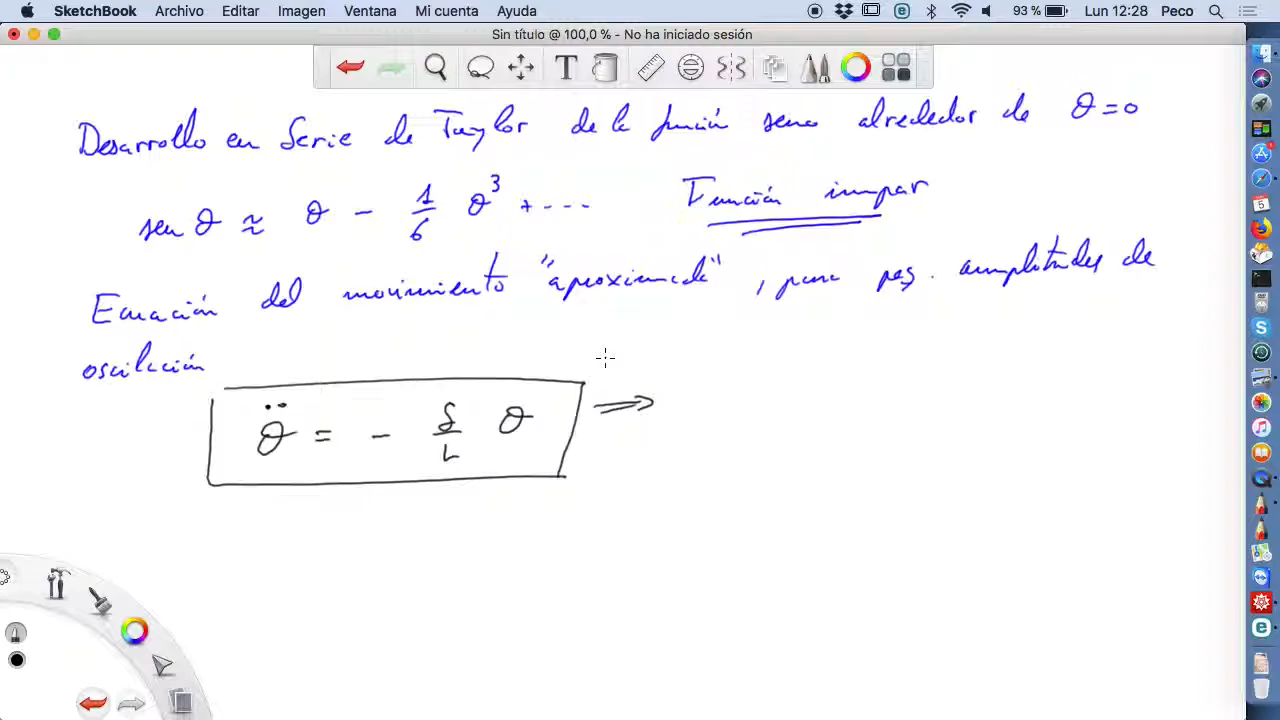 SketchBook Archivo Editar Imagen Ventana Mi cuenta Ayuda 93 % Lun 12:28 Peco
Sin título @ 100,0 % - No ha iniciado sesión
Desarrollo en Serie de Taylor de la función seno alrededor de θ=0
sen θ ≈ θ - 1/6 θ³ + ... Función impar
Ecuación del movimiento "aproximada", para peq. amplitudes de
oscilación
θ̈ = - g/L θ ⟹